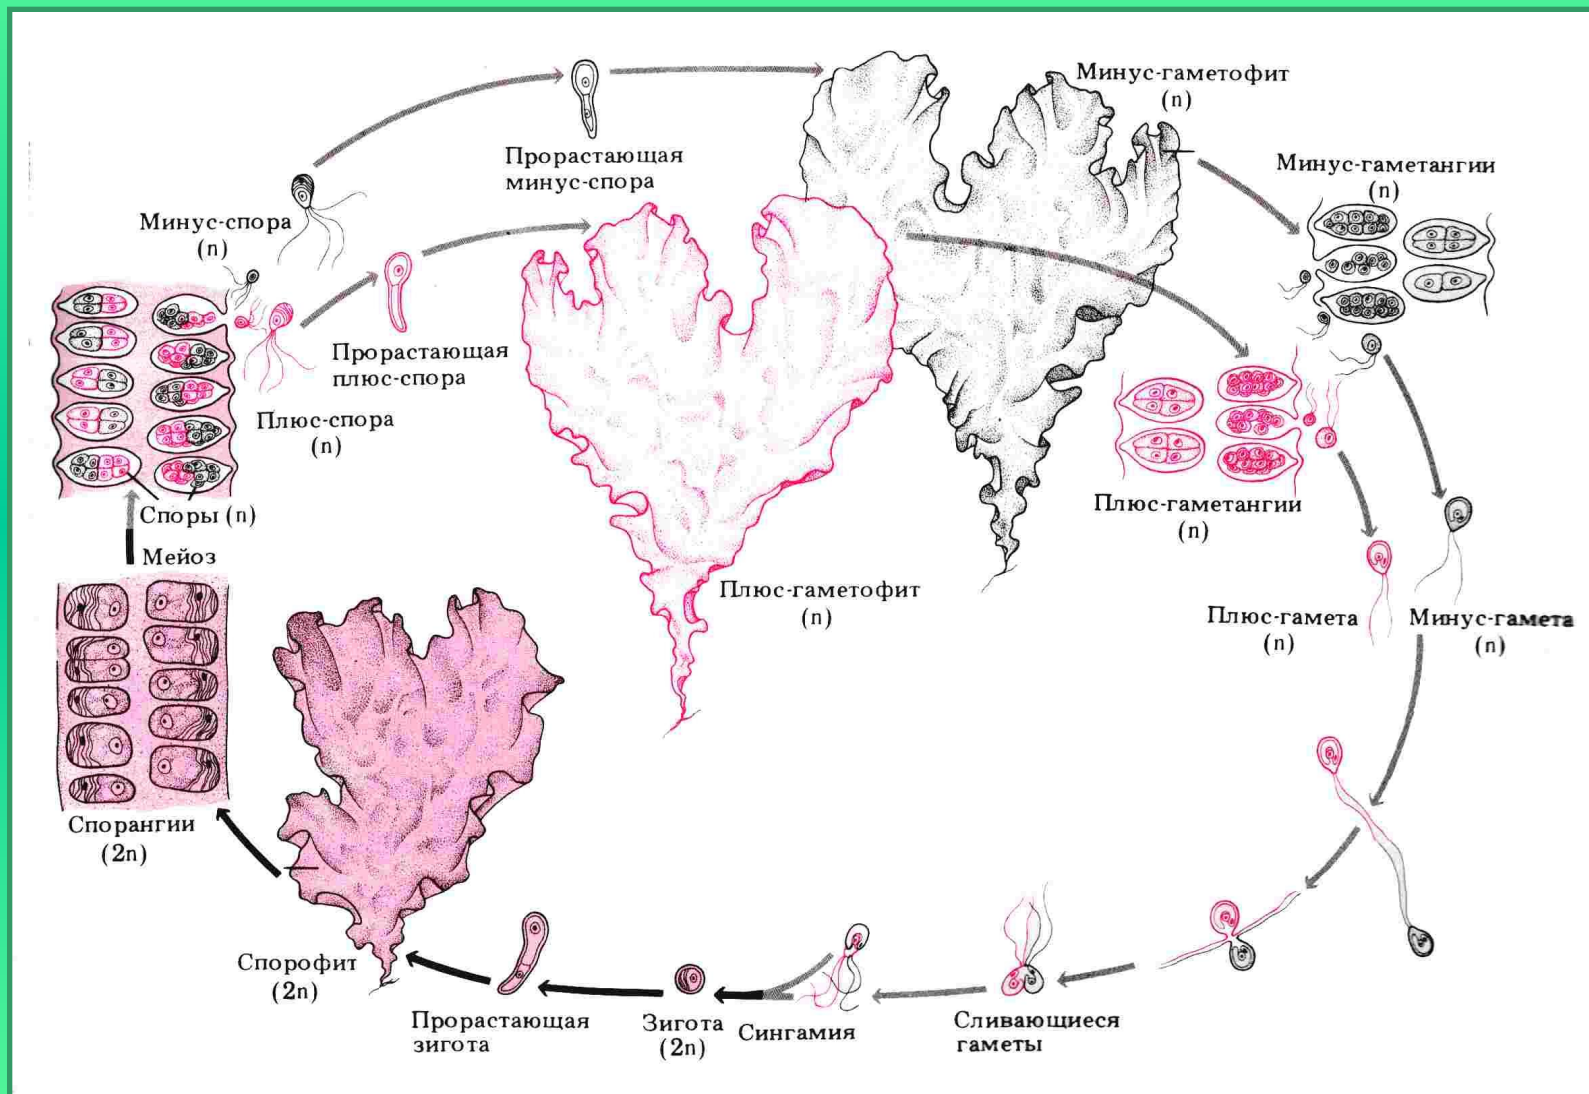 Минус-гаметофит
(n)
Прорастающая
минус-спора
Минус-гаметангии
(n)
Минус-спора
(n)
Прорастающая
плюс-спора
Плюс-спора
(n)
Споры (n)
Мейоз
Плюс-гаметангии
(n)
Плюс-гаметофит
(n)
Плюс-гамета
(n)
Минус-гамета
(n)
Спорангии
(2n)
Спорофит
(2n)
Прорастающая
зигота
Зигота
(2n)
Сингамия
Сливающиеся
гаметы